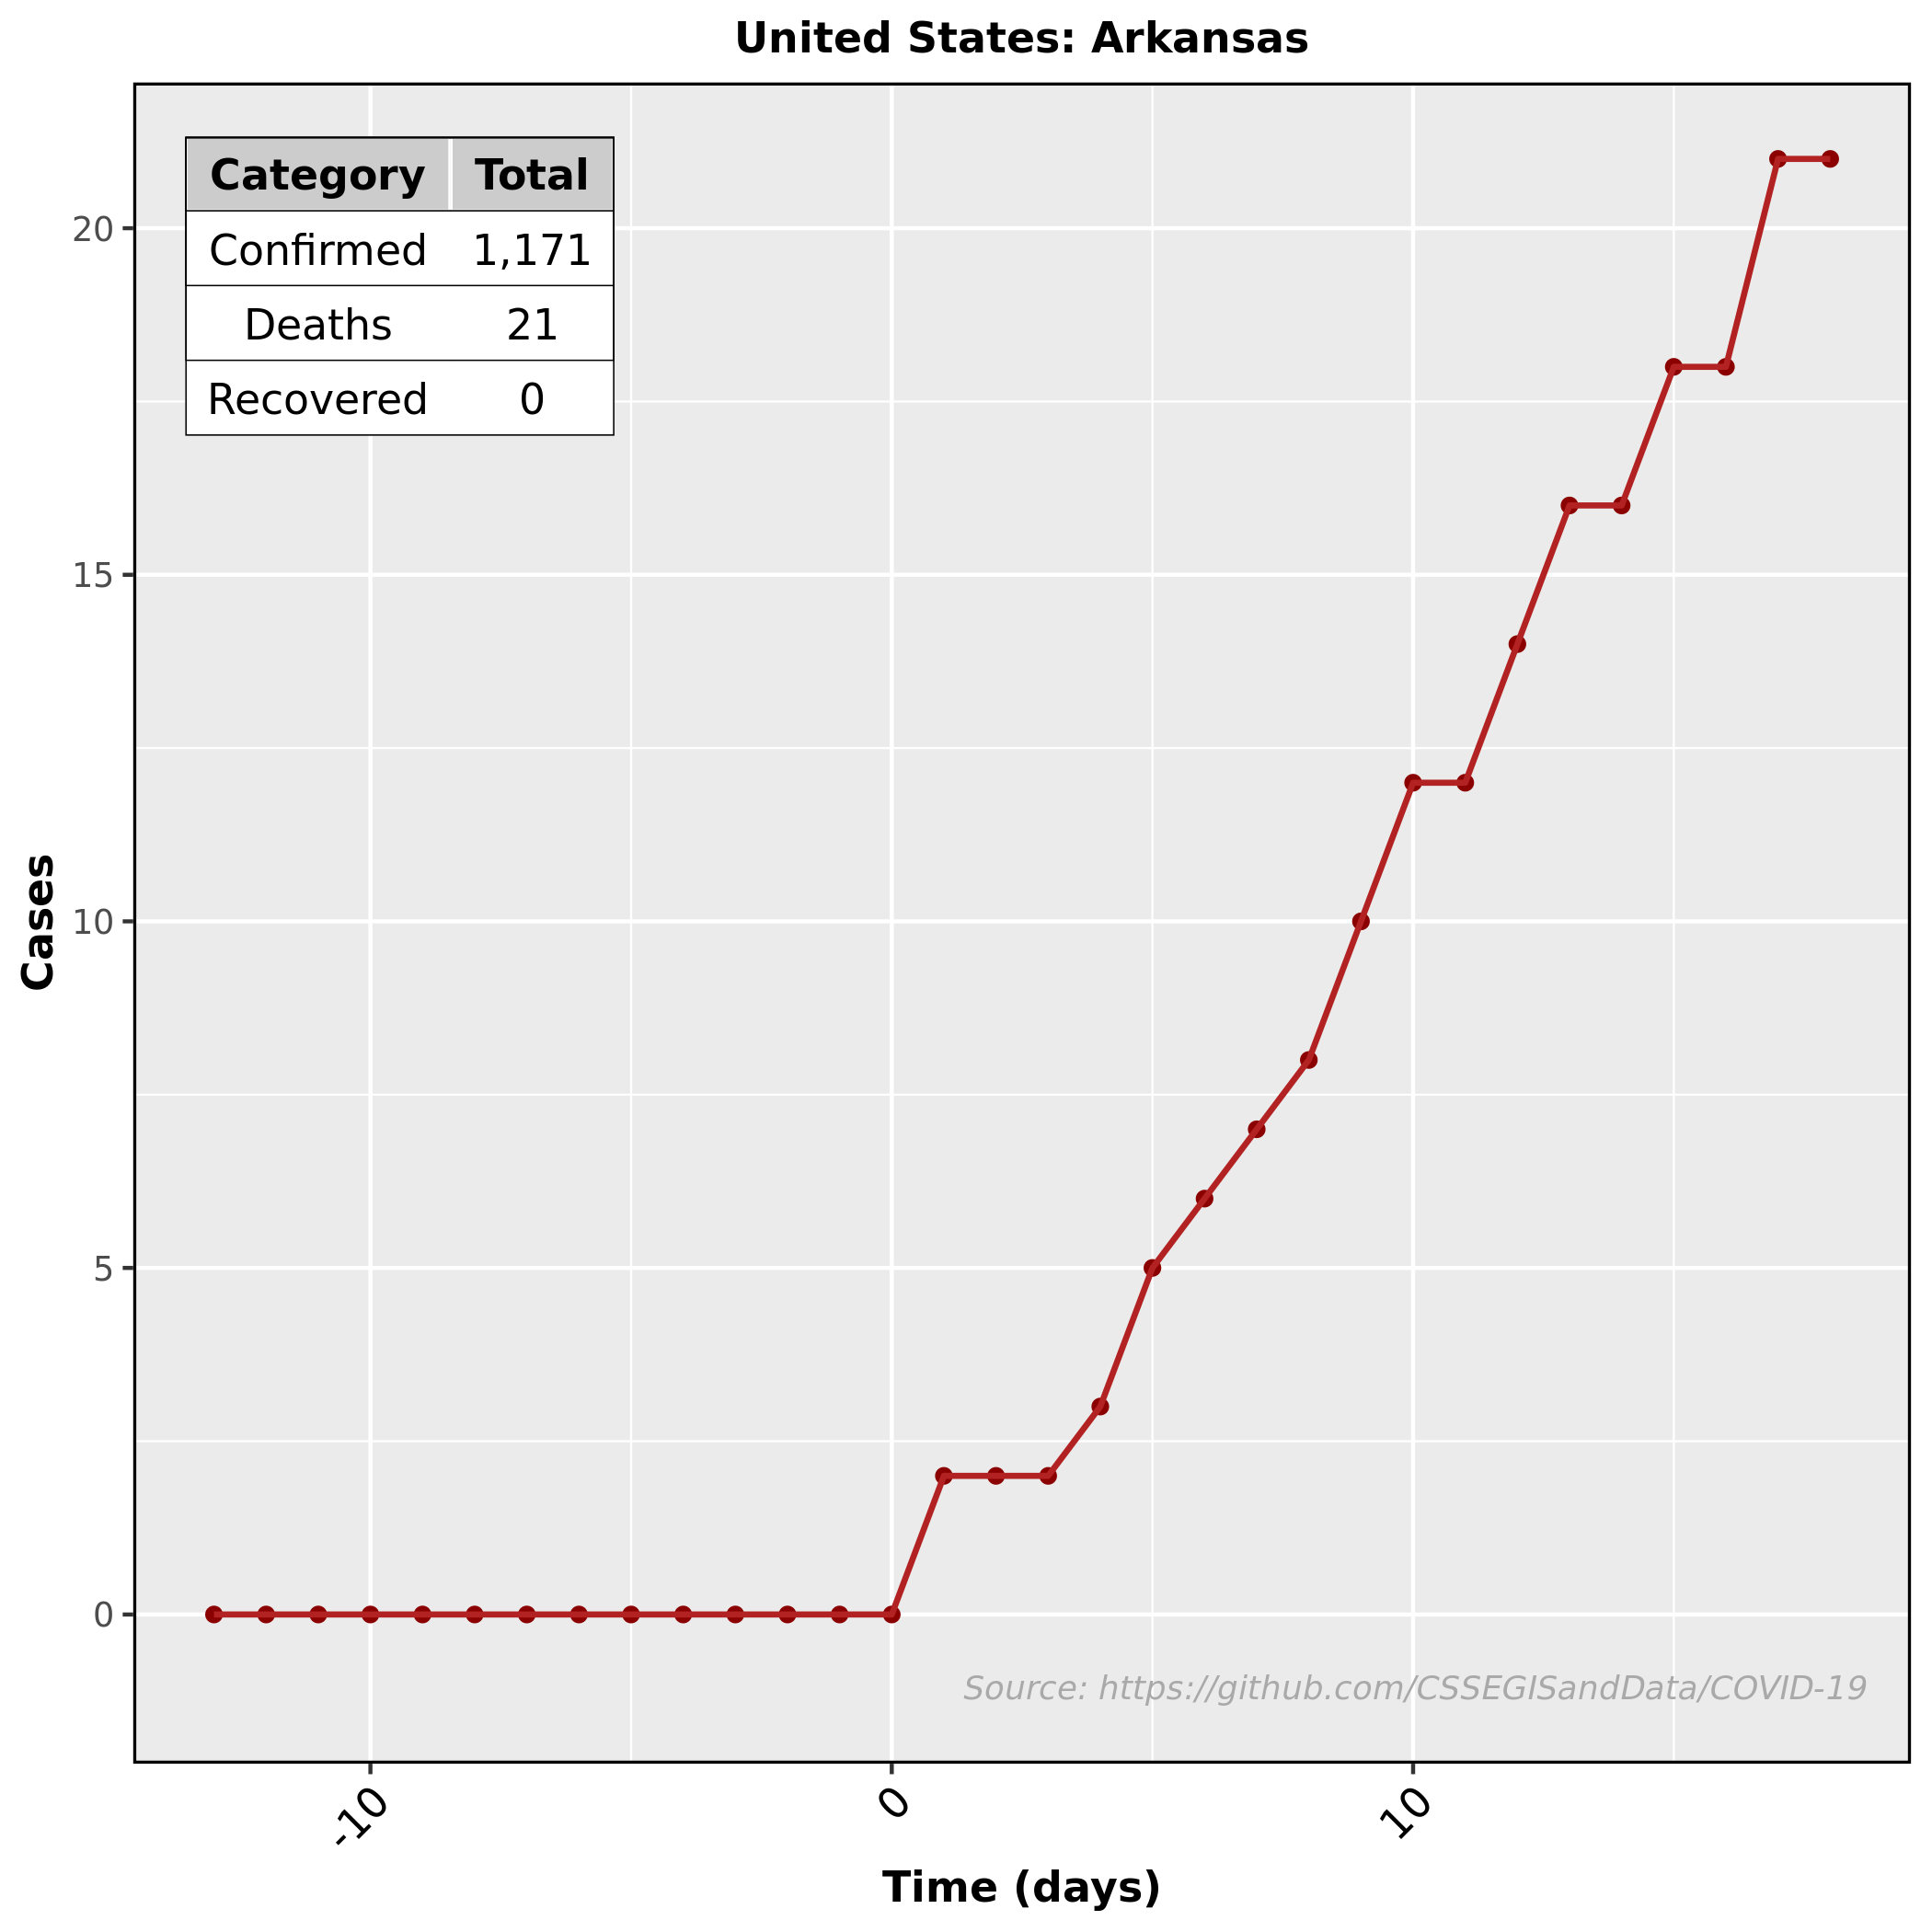 United States: Arkansas
Category Total
Confirmed 1,171
Deaths 21
Recovered 0
20
15
10
5
0
Cases
Source: https://github.com/CSSEGISandData/COVID-19
-10 0 10
Time (days)